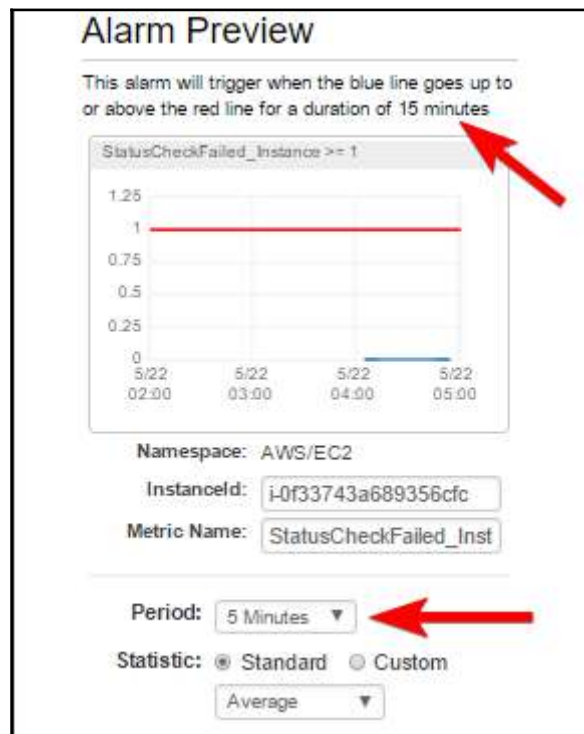 Alarm Preview
This alarm will trigger when the blue line goes up to
or above the red line for a duration of 15 minutes
StatusCheckFailed_Instance >= 1
1.25
1
0.75
0.5
0.25
0
5/22 5/22 5/22 5/22
02:00 03:00 04:00 05:00
Namespace: AWS/EC2
InstanceId: i-0f33743a689356cfc
Metric Name: StatusCheckFailed_Inst
Period: 5 Minutes
Statistic: Standard Custom
Average